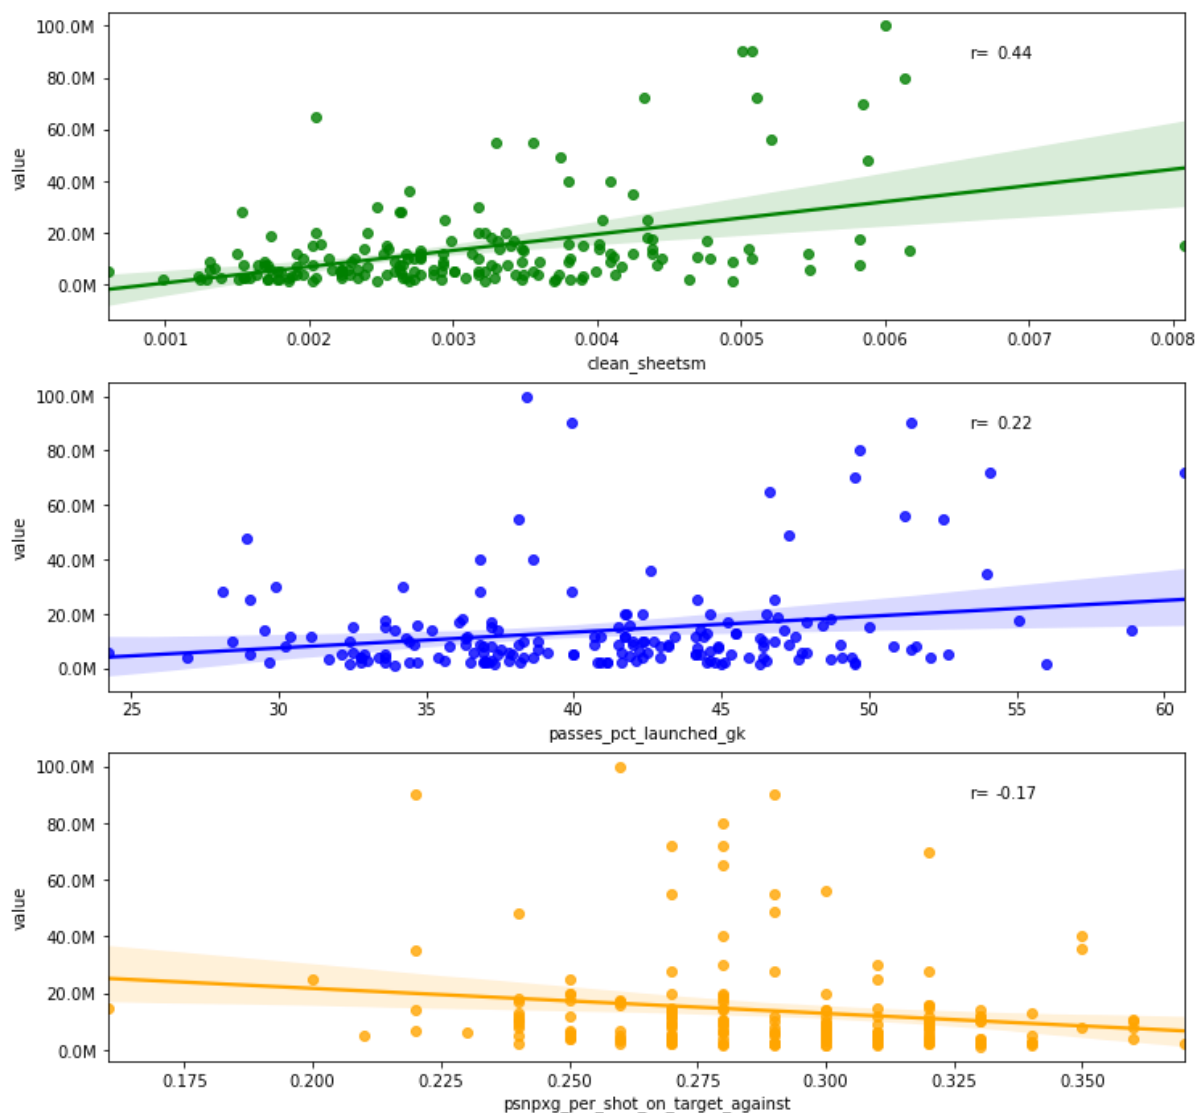 100.0M
r= 0.44
80.0M
60.0M
value
40.0M
20.0M
0.0M
0.001 0.002 0.003 0.004 0.005 0.006 0.007 0.008
clean_sheetsm
100.0M
r= 0.22
80.0M
60.0M
value
40.0M
20.0M
0.0M
25 30 35 40 45 50 55 60
passes_pct_launched_gk
100.0M
r= -0.17
80.0M
60.0M
value
40.0M
20.0M
0.0M
0.175 0.200 0.225 0.250 0.275 0.300 0.325 0.350
psnpxg_per_shot_on_target_against